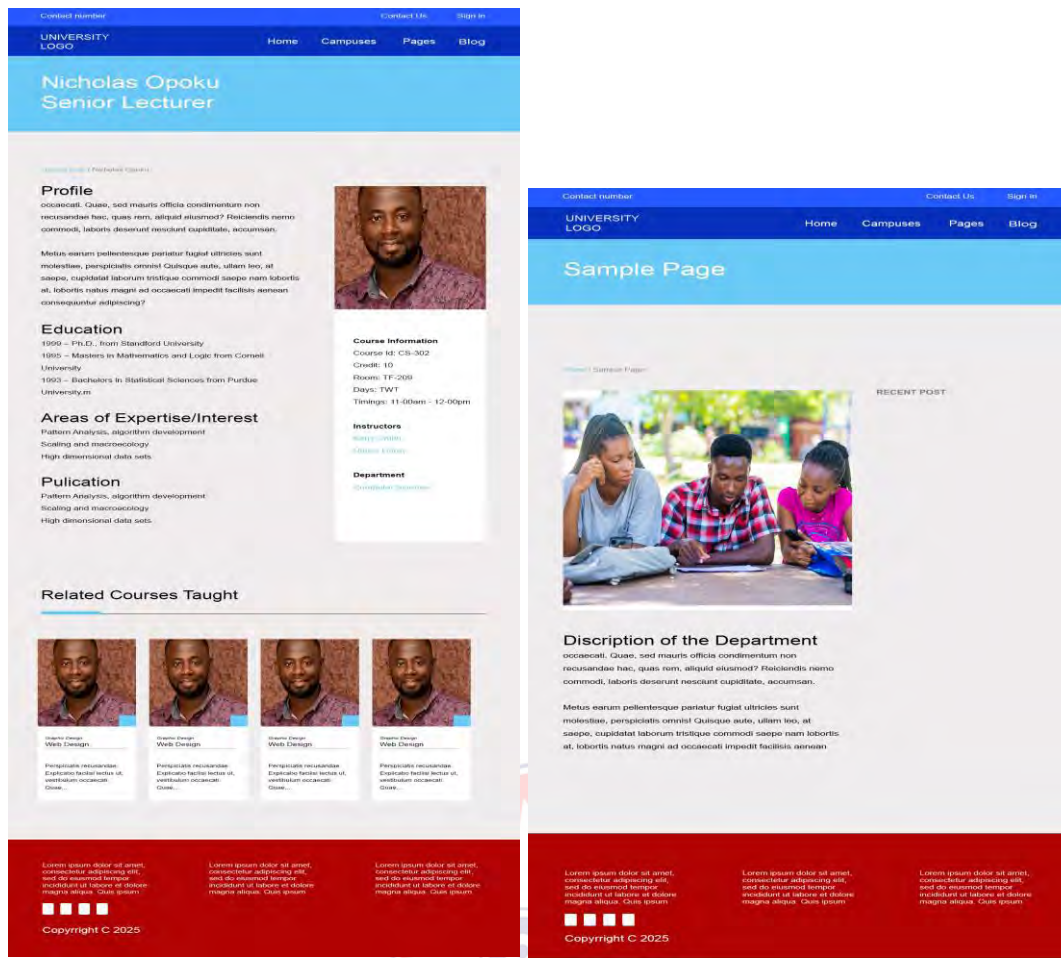 Contact number Contact Us Sign in
UNIVERSITY
LOGO
Home Campuses Pages Blog
Nicholas Opoku
Senior Lecturer
/ Nicholas Opoku
Profile
occaecati. Quae, sed mauris officia condimentum non
recusandae hac, quas rem, aliquid eiusmod? Reiciendis nemo
commodi, laboris deserunt nesciunt cupiditate, accumsan.
Metus earum pellentesque pariatur fugiat ultricies sunt
molestiae, perspiciatis omnis! Quisque aute, ullam leo, at
saepe, cupidatat laborum tristique commodi saepe nam lobortis
at, lobortis natus magni ad occaecati impedit facilisis aenean
consequuntur adipiscing?
Education
1999 – Ph.D., from Standford University
1995 – Masters in Mathematics and Logic from Cornell
University
1993 – Bachelors in Statistical Sciences from Purdue
University.m
Areas of Expertise/Interest
Pattern Analysis, algorithm development
Scaling and macroecology
High dimensional data sets
Pulication
Pattern Analysis, algorithm development
Scaling and macroecology
High dimensional data sets
Course Information
Course Id: CS-302
Credit: 10
Room: TF-209
Days: TWT
Timings: 11-00am - 12-00pm
Instructors
Department
Related Courses Taught
Graphic Design
Web Design
Perspiciatis recusandae
Explicabo facilisi lectus ut,
vestibulum occaecati.
Quae...
Graphic Design
Web Design
Perspiciatis recusandae
Explicabo facilisi lectus ut,
vestibulum occaecati.
Quae...
Graphic Design
Web Design
Perspiciatis recusandae
Explicabo facilisi lectus ut,
vestibulum occaecati.
Quae...
Graphic Design
Web Design
Perspiciatis recusandae
Explicabo facilisi lectus ut,
vestibulum occaecati.
Quae...
Lorem ipsum dolor sit amet,
consectetur adipiscing elit,
sed do eiusmod tempor
incididunt ut labore et dolore
magna aliqua. Quis ipsum
Lorem ipsum dolor sit amet,
consectetur adipiscing elit,
sed do eiusmod tempor
incididunt ut labore et dolore
magna aliqua. Quis ipsum
Lorem ipsum dolor sit amet,
consectetur adipiscing elit,
sed do eiusmod tempor
incididunt ut labore et dolore
magna aliqua. Quis ipsum
Copyrright C 2025
Contact number Contact Us Sign in
UNIVERSITY
LOGO
Home Campuses Pages Blog
Sample Page
/ Sample Page
RECENT POST
Discription of the Department
occaecati. Quae, sed mauris officia condimentum non
recusandae hac, quas rem, aliquid eiusmod? Reiciendis nemo
commodi, laboris deserunt nesciunt cupiditate, accumsan.
Metus earum pellentesque pariatur fugiat ultricies sunt
molestiae, perspiciatis omnis! Quisque aute, ullam leo, at
saepe, cupidatat laborum tristique commodi saepe nam lobortis
at, lobortis natus magni ad occaecati impedit facilisis aenean
Lorem ipsum dolor sit amet,
consectetur adipiscing elit,
sed do eiusmod tempor
incididunt ut labore et dolore
magna aliqua. Quis ipsum
Lorem ipsum dolor sit amet,
consectetur adipiscing elit,
sed do eiusmod tempor
incididunt ut labore et dolore
magna aliqua. Quis ipsum
Lorem ipsum dolor sit amet,
consectetur adipiscing elit,
sed do eiusmod tempor
incididunt ut labore et dolore
magna aliqua. Quis ipsum
Copyrright C 2025